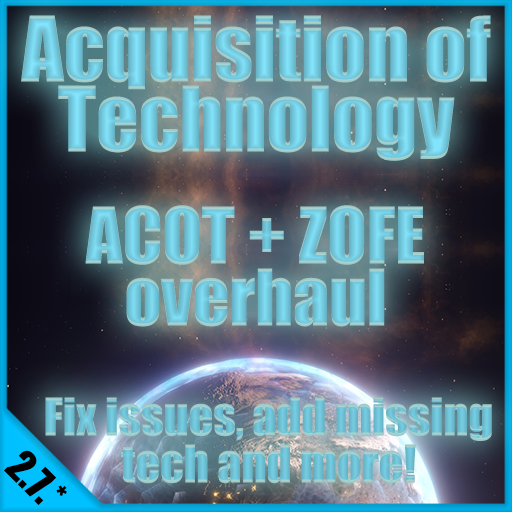 Acquisition of
Technology
ACOT + ZOFE
overhaul
Fix issues, add missing
tech and more!
2.7.*